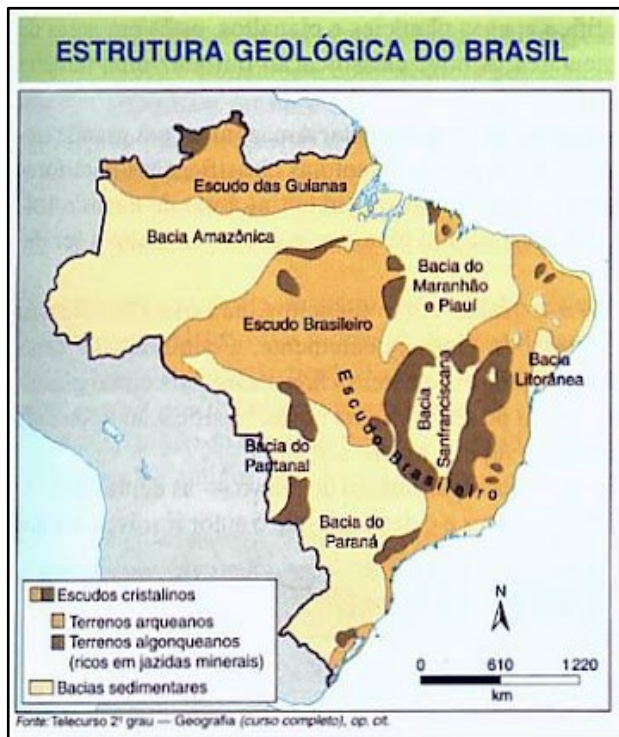 ESTRUTURA GEOLÓGICA DO BRASIL
Escudo das Guianas
Bacia Amazônica
Bacia do
Maranhão
e Piauí
Escudo Brasileiro
Bacia
Litorânea
Bacia
Sanfranciscana
Escudo Brasileiro
Bacia do
Pantanal
Bacia do
Paraná
Escudos cristalinos
Terrenos arqueanos
Terrenos algonqueanos
(ricos em jazidas minerais)
Bacias sedimentares
N
0 610 1220
km
Fonte: Telecurso 2º grau — Geografia (curso completo), op. cit.